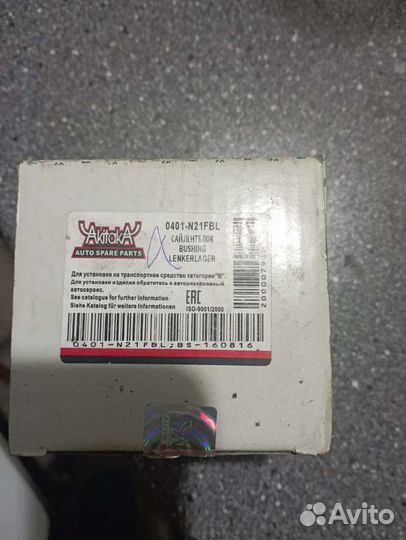 AkitakA
AUTO SPARE PARTS
0401-N21FBL
САЙЛЕНТБЛОК
BUSHING
LENKERLAGER
Для установки на транспортное средство категории "В".
Для установки изделия обратитесь в авторизированный
автосервис.
See catalogue for further information
Siehe Katalog für weitere Informationen
EAC
ISO-9001/2000
0401-N21FBL;BS-160816
Avito